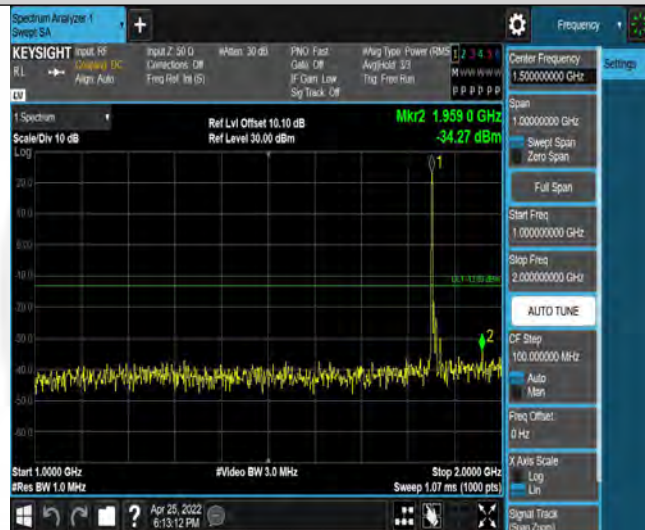 Spectrum Analyzer 1
Swept SA
+
Frequency
KEYSIGHT
RL
Input: RF
Coupling: DC
Align: Auto
Input Z: 50 Ω
Corrections: Off
Freq Ref: Int (S)
#Atten: 30 dB
PNO: Fast
Gate: Off
IF Gain: Low
Sig Track: Off
#Avg Type: Power (RMS
Avg|Hold: 3/3
Trig: Free Run
1 2 3 4 5 6
M W W W W W
P P P P P P
LV
Center Frequency
1.500000000 GHz
Settings
Span
1.00000000 GHz
Swept Span
Zero Span
Full Span
Start Freq
1.000000000 GHz
Stop Freq
2.000000000 GHz
AUTO TUNE
CF Step
100.000000 MHz
Auto
Man
Freq Offset
0 Hz
X Axis Scale
Log
Lin
Signal Track
(Span Zoom)
1 Spectrum
Scale/Div 10 dB
Ref Lvl Offset 10.10 dB
Ref Level 30.00 dBm
Mkr2 1.959 0 GHz
-34.27 dBm
Log
1
20.0
10.0
0.00
-10.0
-20.0
-30.0
2
-40.0
-50.0
-60.0
Start 1.0000 GHz
#Video BW 3.0 MHz
Stop 2.0000 GHz
#Res BW 1.0 MHz
Sweep 1.07 ms (1000 pts)
?
Apr 25, 2022
6:13:12 PM